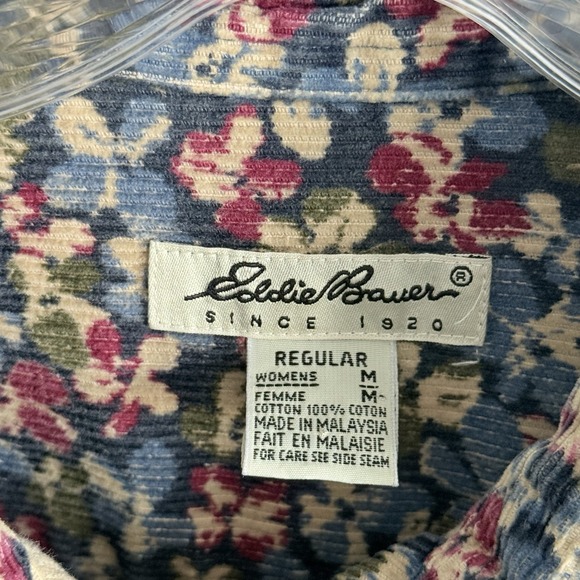 Eddie Bauer®
SINCE 1920
REGULAR
WOMENS M
FEMME M-
COTTON 100% COTON
MADE IN MALAYSIA
FAIT EN MALAISIE
FOR CARE SEE SIDE SEAM